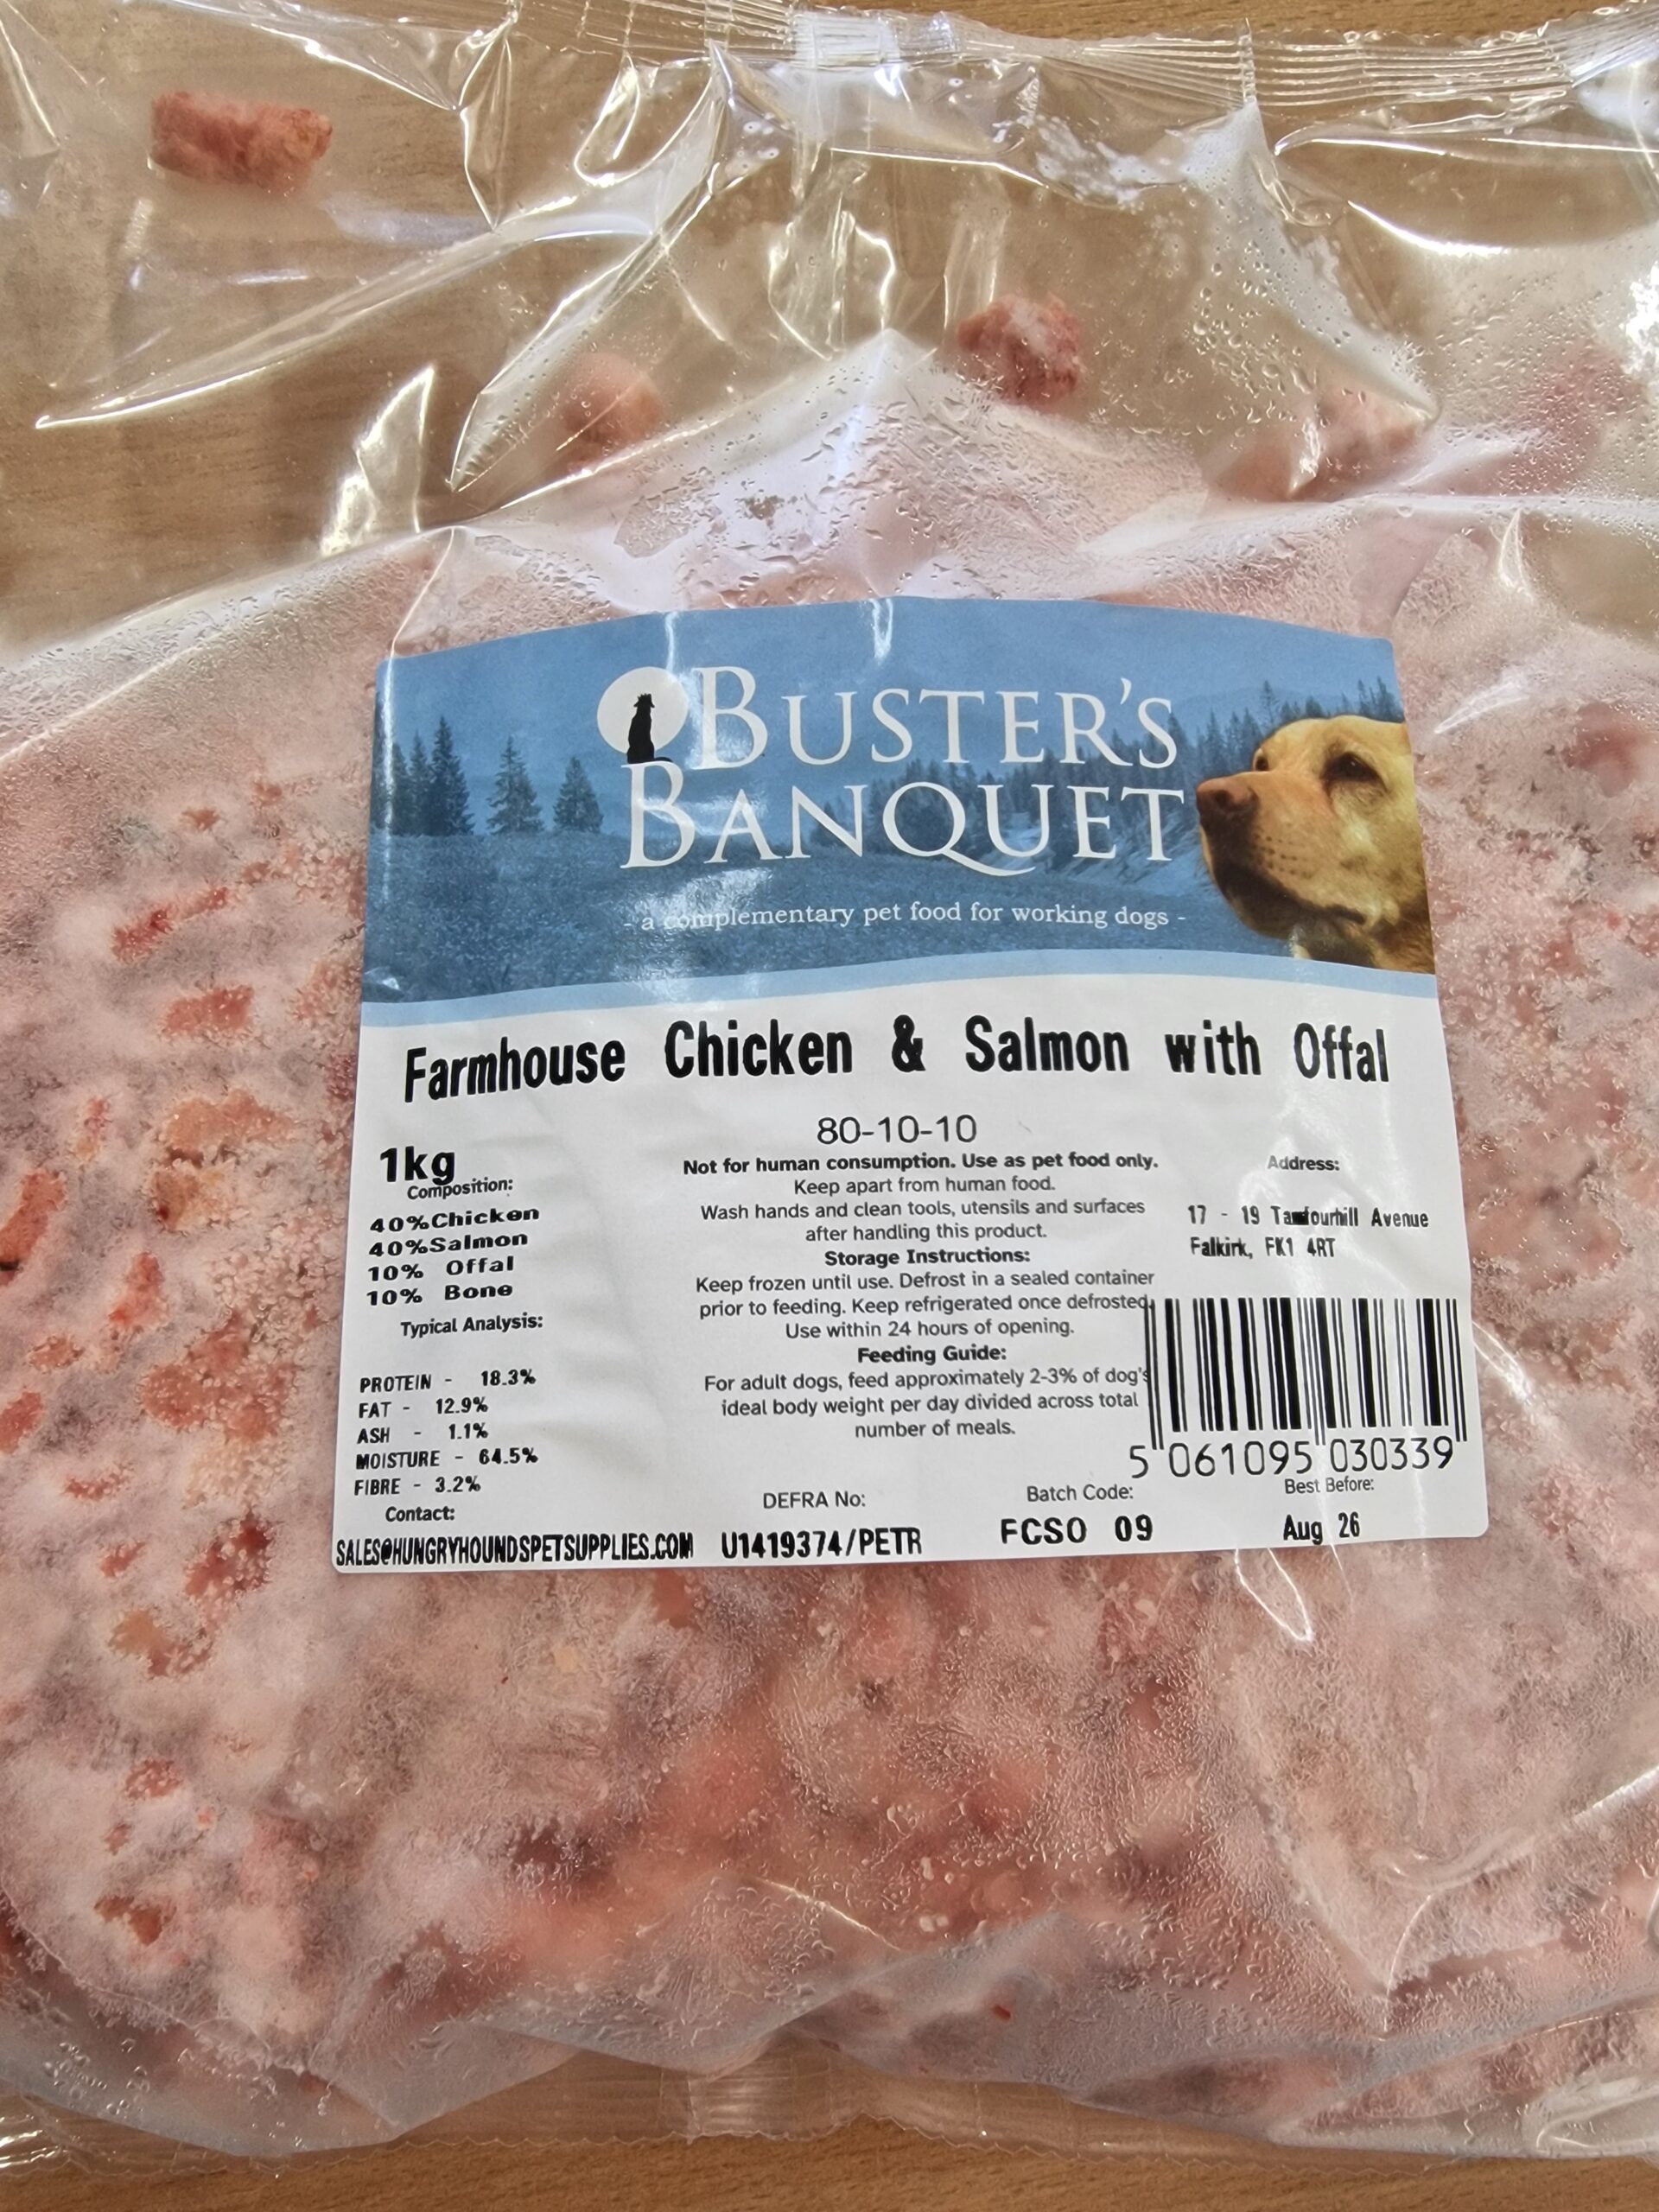 BUSTER'S
BANQUET
- a complementary pet food for working dogs -
Farmhouse Chicken & Salmon with Offal
80-10-10
1kg
Composition:
40%Chicken
40%Salmon
10% Offal
10% Bone
Typical Analysis:
PROTEIN - 18.3%
FAT - 12.9%
ASH - 1.1%
MOISTURE - 64.5%
FIBRE - 3.2%
Contact:
SALES@HUNGRYHOUNDSPETSUPPLIES.COM
Not for human consumption. Use as pet food only.
Keep apart from human food.
Wash hands and clean tools, utensils and surfaces
after handling this product.
Storage Instructions:
Keep frozen until use. Defrost in a sealed container
prior to feeding. Keep refrigerated once defrosted.
Use within 24 hours of opening.
Feeding Guide:
For adult dogs, feed approximately 2-3% of dog's
ideal body weight per day divided across total
number of meals.
DEFRA No:
U1419374/PETR
Address:
17 - 19 Tamfourhill Avenue
Falkirk, FK1 4RT
5 061095 030339
Batch Code:
FCSO 09
Best Before:
Aug 26